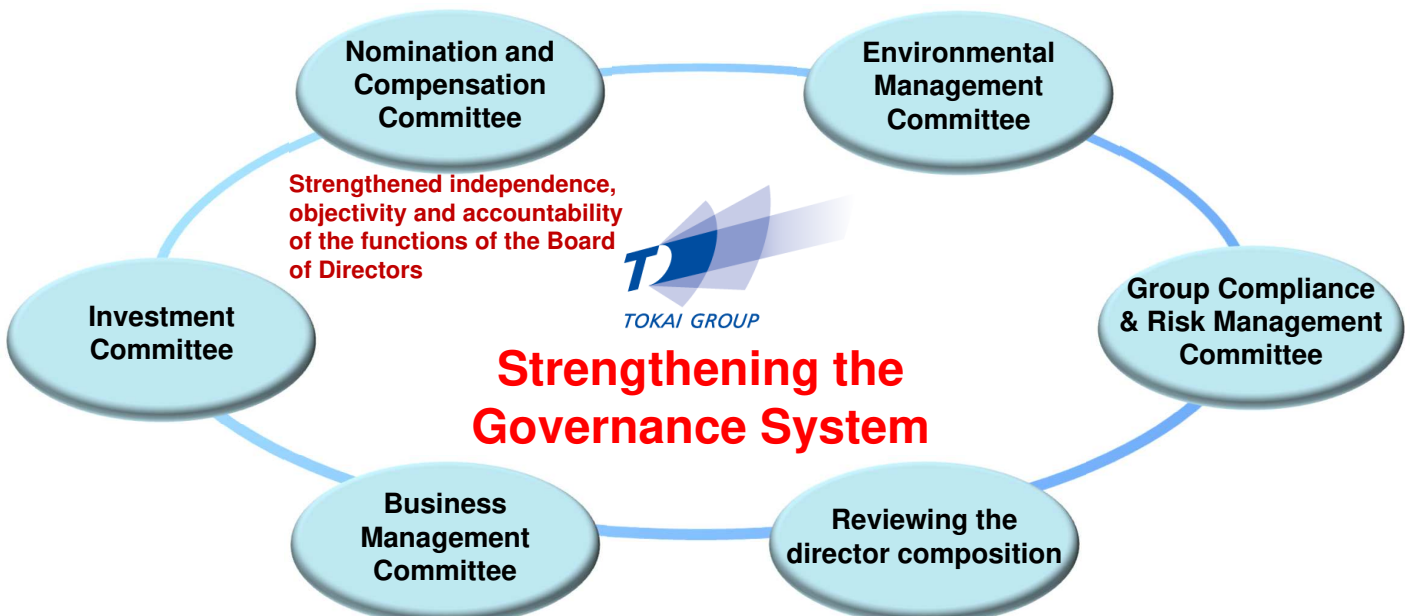 Nomination and
Compensation
Committee
Environmental
Management
Committee
Strengthened independence,
objectivity and accountability
of the functions of the Board
of Directors
TOKAI GROUP
Investment
Committee
Group Compliance
& Risk Management
Committee
Strengthening the
Governance System
Business
Management
Committee
Reviewing the
director composition